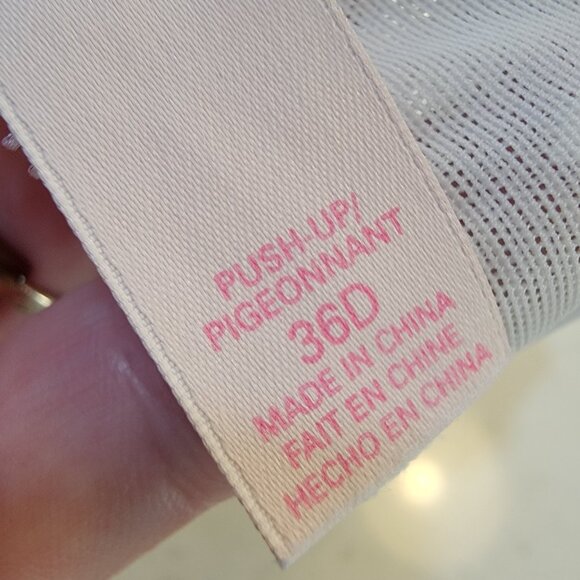 PUSH-UP/
PIGEONNANT
36D
MADE IN CHINA
FAIT EN CHINE
HECHO EN CHINA